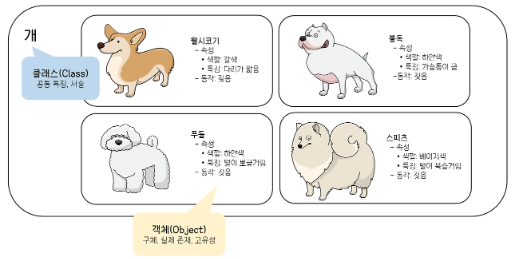 개
클래스(Class)
공통 특징, 서술
웰시코기
- 속성
• 색깔: 갈색
• 특징: 다리가 짧음
- 동작: 짖음
불독
- 속성
• 색깔: 하얀색
• 특징: 가슴통이 큼
- 동작: 짖음
푸들
- 속성
• 색깔: 하얀색
• 특징: 털이 뽀글거림
- 동작: 짖음
스피츠
- 속성
• 색깔: 베이지색
• 특징: 털이 복슬거림
- 동작: 짖음
객체(Object)
구체, 실제 존재, 고유성